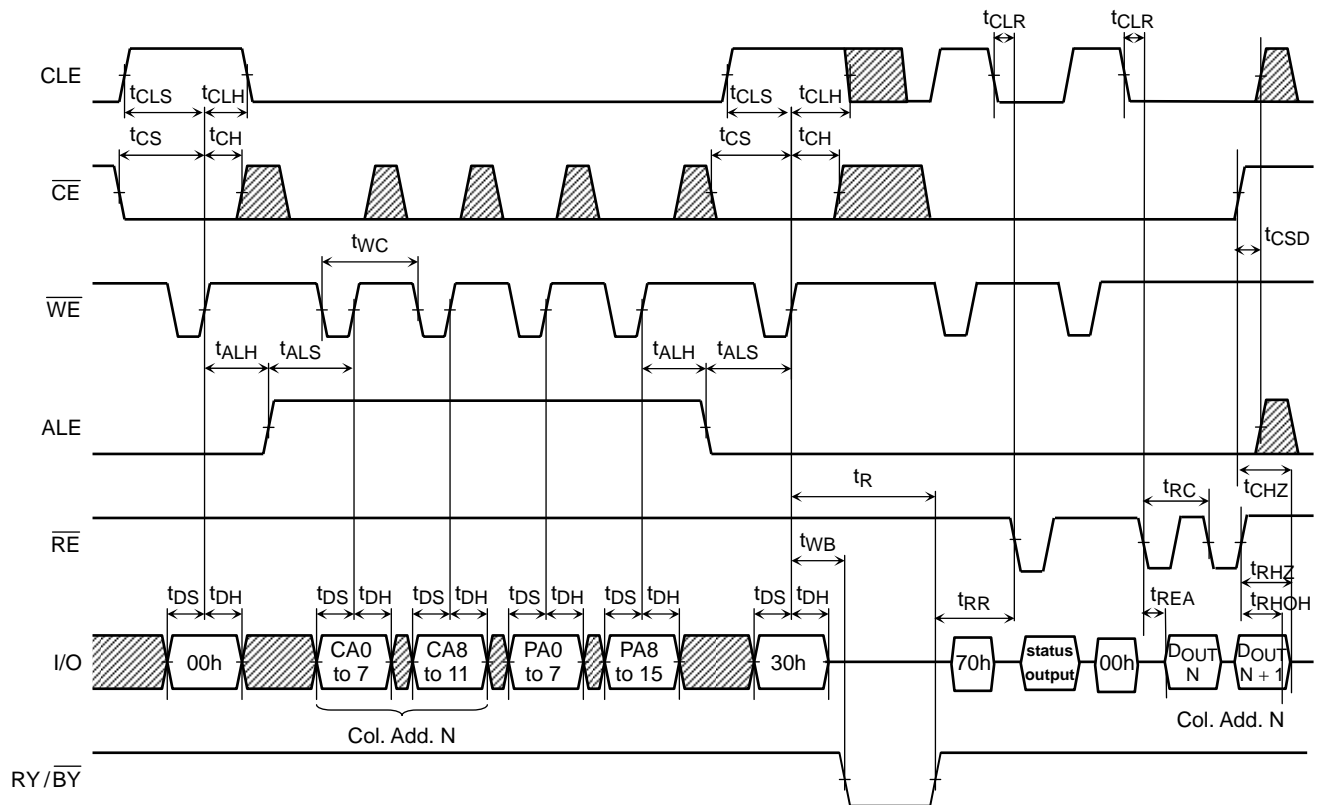 tCLR tCLR
CLE
tCLS tCLH tCLS tCLH
tCS tCH tCS tCH
CE
tCSD
tWC
WE
tALH tALS tALH tALS
ALE
tR tRC tCHZ
RE
tWB
tDS tDH tDS tDH tDS tDH tDS tDH tDS tDH tDS tDH tRR tREA tRHZ
tRHOH
I/O
00h
CA0 to 7
CA8 to 11
PA0 to 7
PA8 to 15
30h
70h
status output
00h
DOUT N
DOUT N + 1
Col. Add. N
Col. Add. N
RY/BY